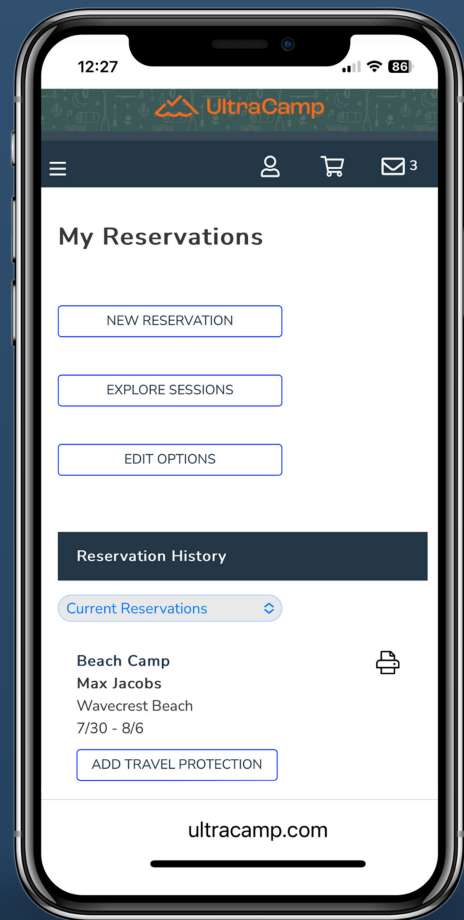 12:27
86
UltraCamp
3
My Reservations
NEW RESERVATION
EXPLORE SESSIONS
EDIT OPTIONS
Reservation History
Current Reservations
Beach Camp
Max Jacobs
Wavecrest Beach
7/30 - 8/6
ADD TRAVEL PROTECTION
ultracamp.com